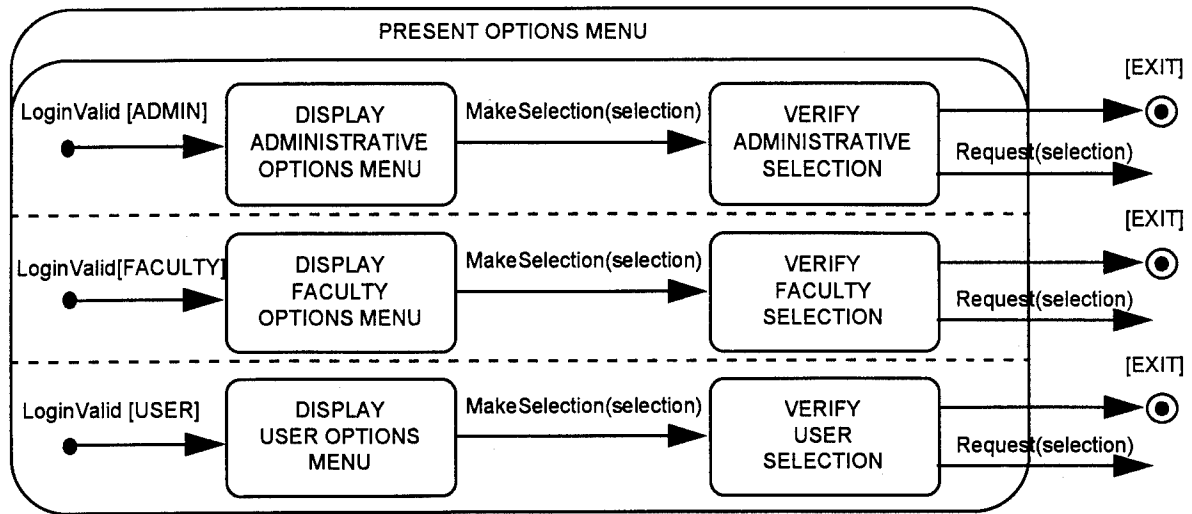 PRESENT OPTIONS MENU
[EXIT]
LoginValid [ADMIN]
DISPLAY
ADMINISTRATIVE
OPTIONS MENU
MakeSelection(selection)
VERIFY
ADMINISTRATIVE
SELECTION
Request(selection)
[EXIT]
LoginValid[FACULTY]
DISPLAY
FACULTY
OPTIONS MENU
MakeSelection(selection)
VERIFY
FACULTY
SELECTION
Request(selection)
[EXIT]
LoginValid [USER]
DISPLAY
USER OPTIONS
MENU
MakeSelection(selection)
VERIFY
USER
SELECTION
Request(selection)